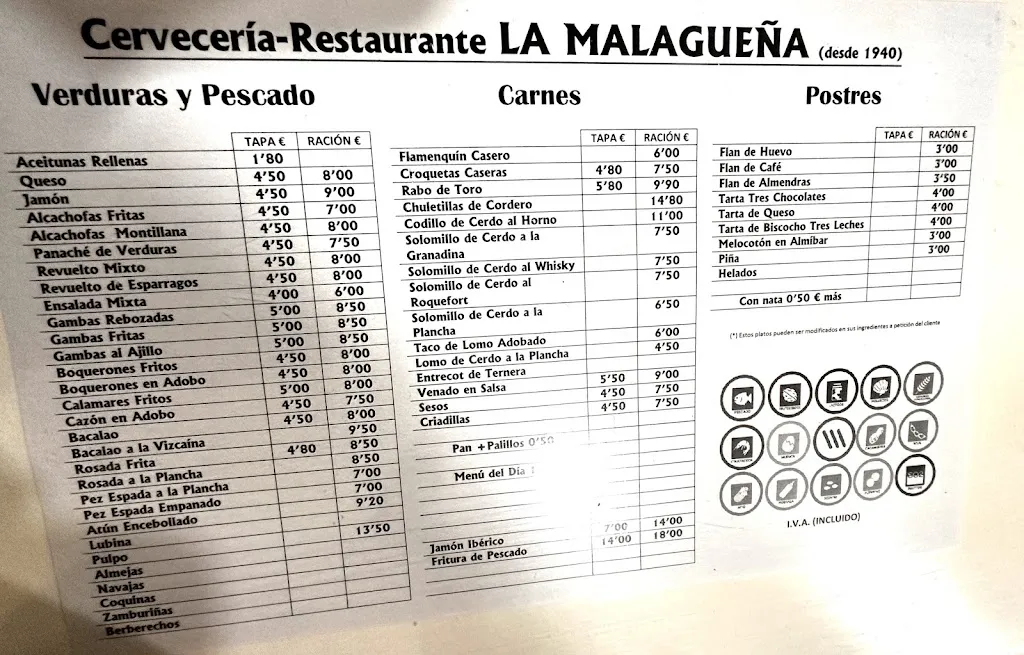 Cervecería-Restaurante LA MALAGUEÑA (desde 1940)
Verduras y Pescado
TAPA € RACIÓN €
Aceitunas Rellenas 1'80
Queso 4'50 8'00
Jamón 4'50 9'00
Alcachofas Fritas 4'50 7'00
Alcachofas Montillana 4'50 8'00
Panaché de Verduras 4'50 7'50
Revuelto Mixto 4'50 8'00
Revuelto de Esparragos 4'50 8'00
Ensalada Mixta 4'00 6'00
Gambas Rebozadas 5'00 8'50
Gambas Fritas 5'00 8'50
Gambas al Ajillo 5'00 8'50
Boquerones Fritos 4'50 8'00
Boquerones en Adobo 4'50 8'00
Calamares Fritos 5'00 8'00
Cazón en Adobo 4'50 7'50
Bacalao 4'50 8'00
Bacalao a la Vizcaína 9'50
Rosada Frita 4'80 8'50
Rosada a la Plancha 8'50
Pez Espada a la Plancha 7'00
Pez Espada Empanado 7'00
Atún Encebollado 9'20
Lubina
Pulpo 13'50
Almejas
Navajas
Coquinas
Zamburiñas
Berberechos
Carnes
TAPA € RACIÓN €
Flamenquín Casero 6'00
Croquetas Caseras 4'80 7'50
Rabo de Toro 5'80 9'90
Chuletillas de Cordero 14'80
Codillo de Cerdo al Horno 11'00
Solomillo de Cerdo a la 7'50
Granadina
Solomillo de Cerdo al Whisky 7'50
Solomillo de Cerdo al 7'50
Roquefort
Solomillo de Cerdo a la 6'50
Plancha
Taco de Lomo Adobado 6'00
Lomo de Cerdo a la Plancha 4'50
Entrecot de Ternera
Venado en Salsa 5'50 9'00
Sesos 4'50 7'50
Criadillas 4'50 7'50
Pan + Palillos 0'50
Menú del Día
Jamón Ibérico 7'00 14'00
Fritura de Pescado 14'00 18'00
Postres
TAPA € RACIÓN €
Flan de Huevo 3'00
Flan de Café 3'00
Flan de Almendras 3'50
Tarta Tres Chocolates 4'00
Tarta de Queso 4'00
Tarta de Biscocho Tres Leches 4'00
Melocotón en Almíbar 3'00
Piña 3'00
Helados
Con nata 0'50 € más
(*) Estos platos pueden ser modificados en sus ingredientes a petición del cliente
I.V.A. (INCLUIDO)